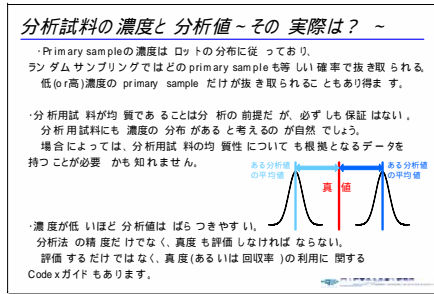 分析試料の濃度と分析値~その実際は? ~
・Primary sampleの濃度は ロットの分布に従っており、
ランダムサンプリングではどのprimary sampleも等しい確率で抜き取られる。
低(or高)濃度の primary sample だけが抜き取られることもあり得ます。
・分析用試料が均質であることは分析の前提だが、必ずしも保証はない。
分析用試料にも濃度の分布があると考えるのが自然でしょう。
場合によっては、分析用試料の均質性についても根拠となるデータを
持つことが必要かも知れません。
ある分析値
の平均値
真値
ある分析値
の平均値
・濃度が低いほど分析値はばらつきやすい。
分析法の精度だけでなく、真度も評価しなければならない。
評価するだけではなく、真度(あるいは回収率)の利用に関する
Codexガイドもあります。